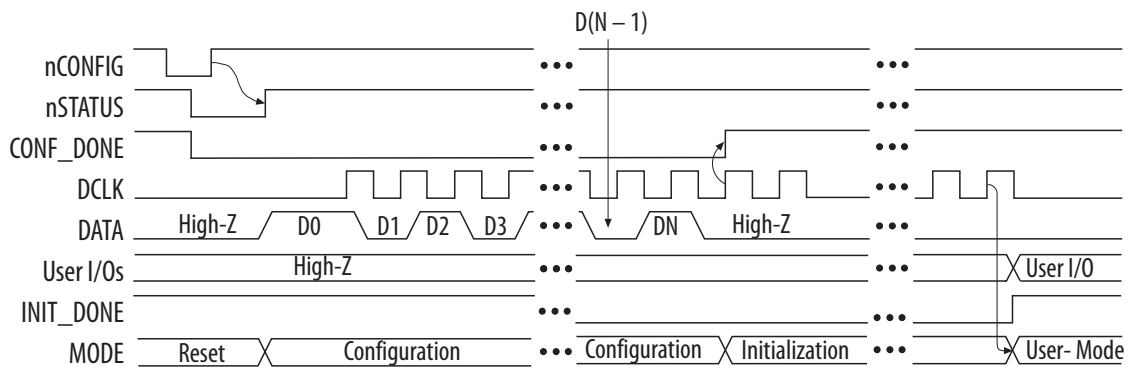 D(N – 1)
nCONFIG
nSTATUS
CONF_DONE
DCLK
DATA High-Z D0 D1 D2 D3 DN High-Z
User I/Os High-Z User I/O
INIT_DONE
MODE Reset Configuration Configuration Initialization User- Mode